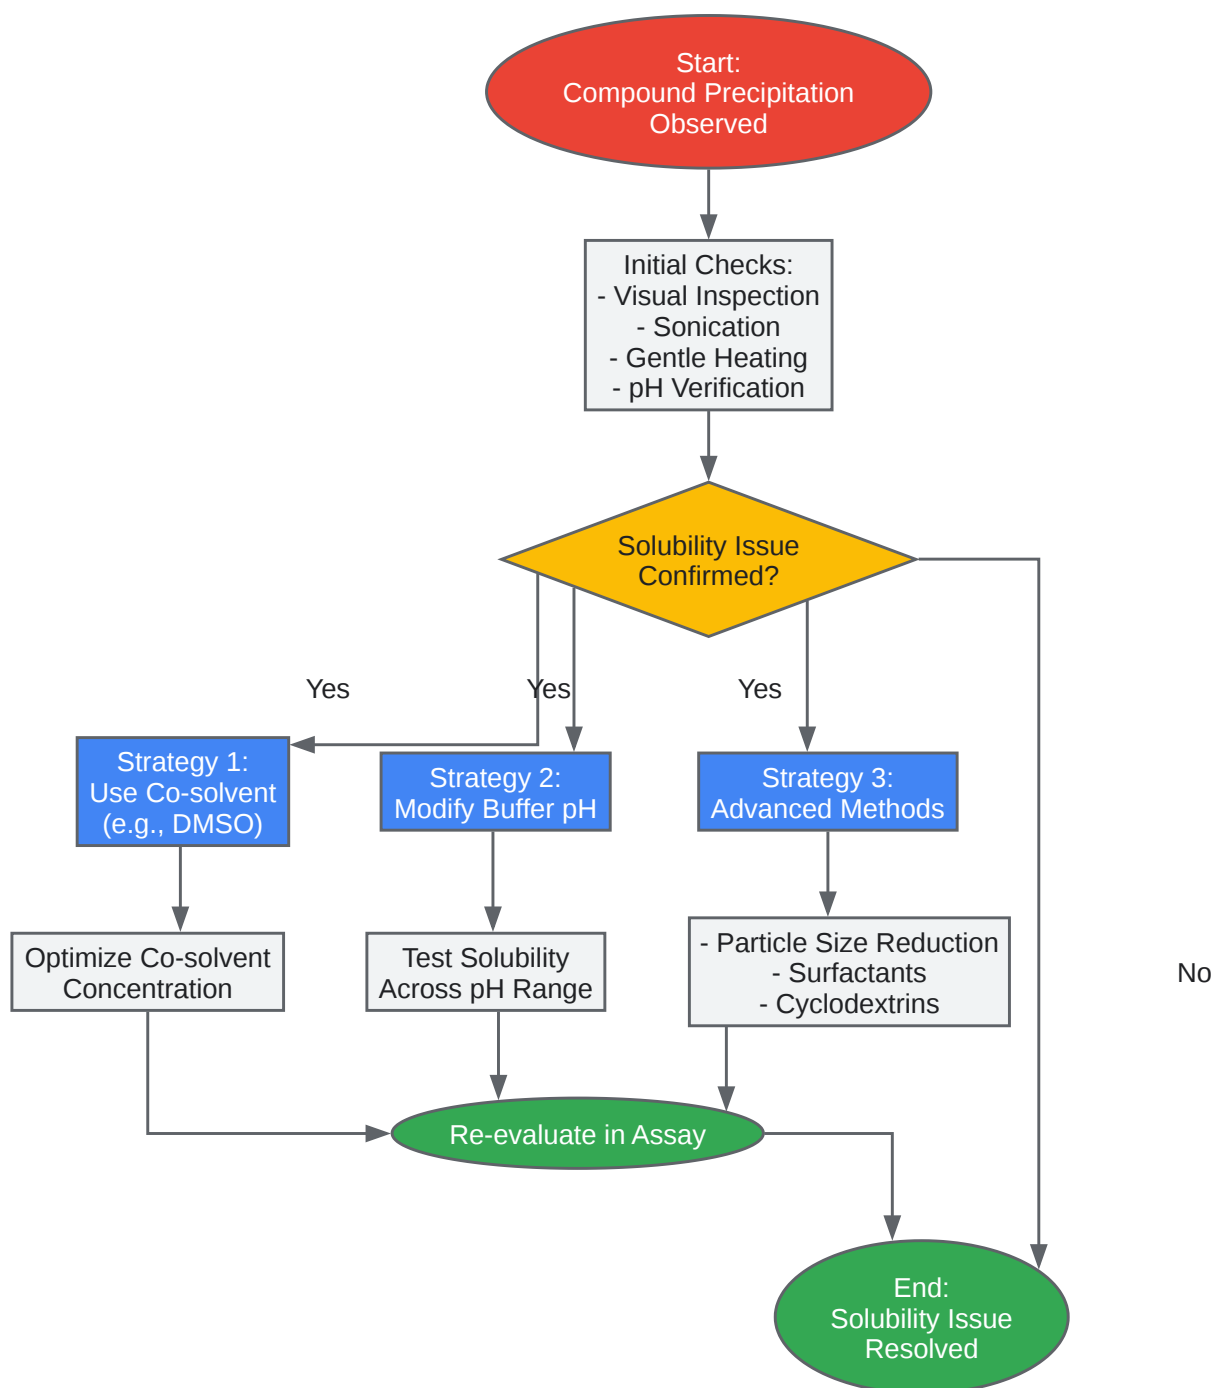 Start:
Compound Precipitation
Observed
Initial Checks:
- Visual Inspection
- Sonication
- Gentle Heating
- pH Verification
Solubility Issue
Confirmed?
Yes
Yes
Yes
Strategy 1:
Use Co-solvent
(e.g., DMSO)
Strategy 2:
Modify Buffer pH
Strategy 3:
Advanced Methods
Optimize Co-solvent
Concentration
Test Solubility
Across pH Range
- Particle Size Reduction
- Surfactants
- Cyclodextrins
No
Re-evaluate in Assay
End:
Solubility Issue
Resolved